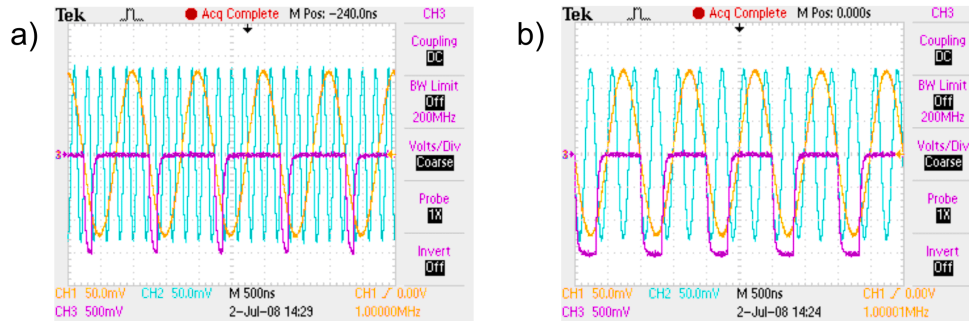 a)
Tek Acq Complete M Pos: -240.0ns CH3
Coupling
DC
BW Limit
Off
200MHz
Volts/Div
Coarse
Probe
1X
Invert
Off
3
CH1 50.0mV CH2 50.0mV M 500ns CH1 / 0.00V
CH3 500mV 2-Jul-08 14:29 1.00000MHz
b)
Tek Acq Complete M Pos: 0.000s CH3
Coupling
DC
BW Limit
Off
200MHz
Volts/Div
Coarse
Probe
1X
Invert
Off
3
CH1 50.0mV CH2 50.0mV M 500ns CH1 / 0.00V
CH3 500mV 2-Jul-08 14:24 1.00001MHz